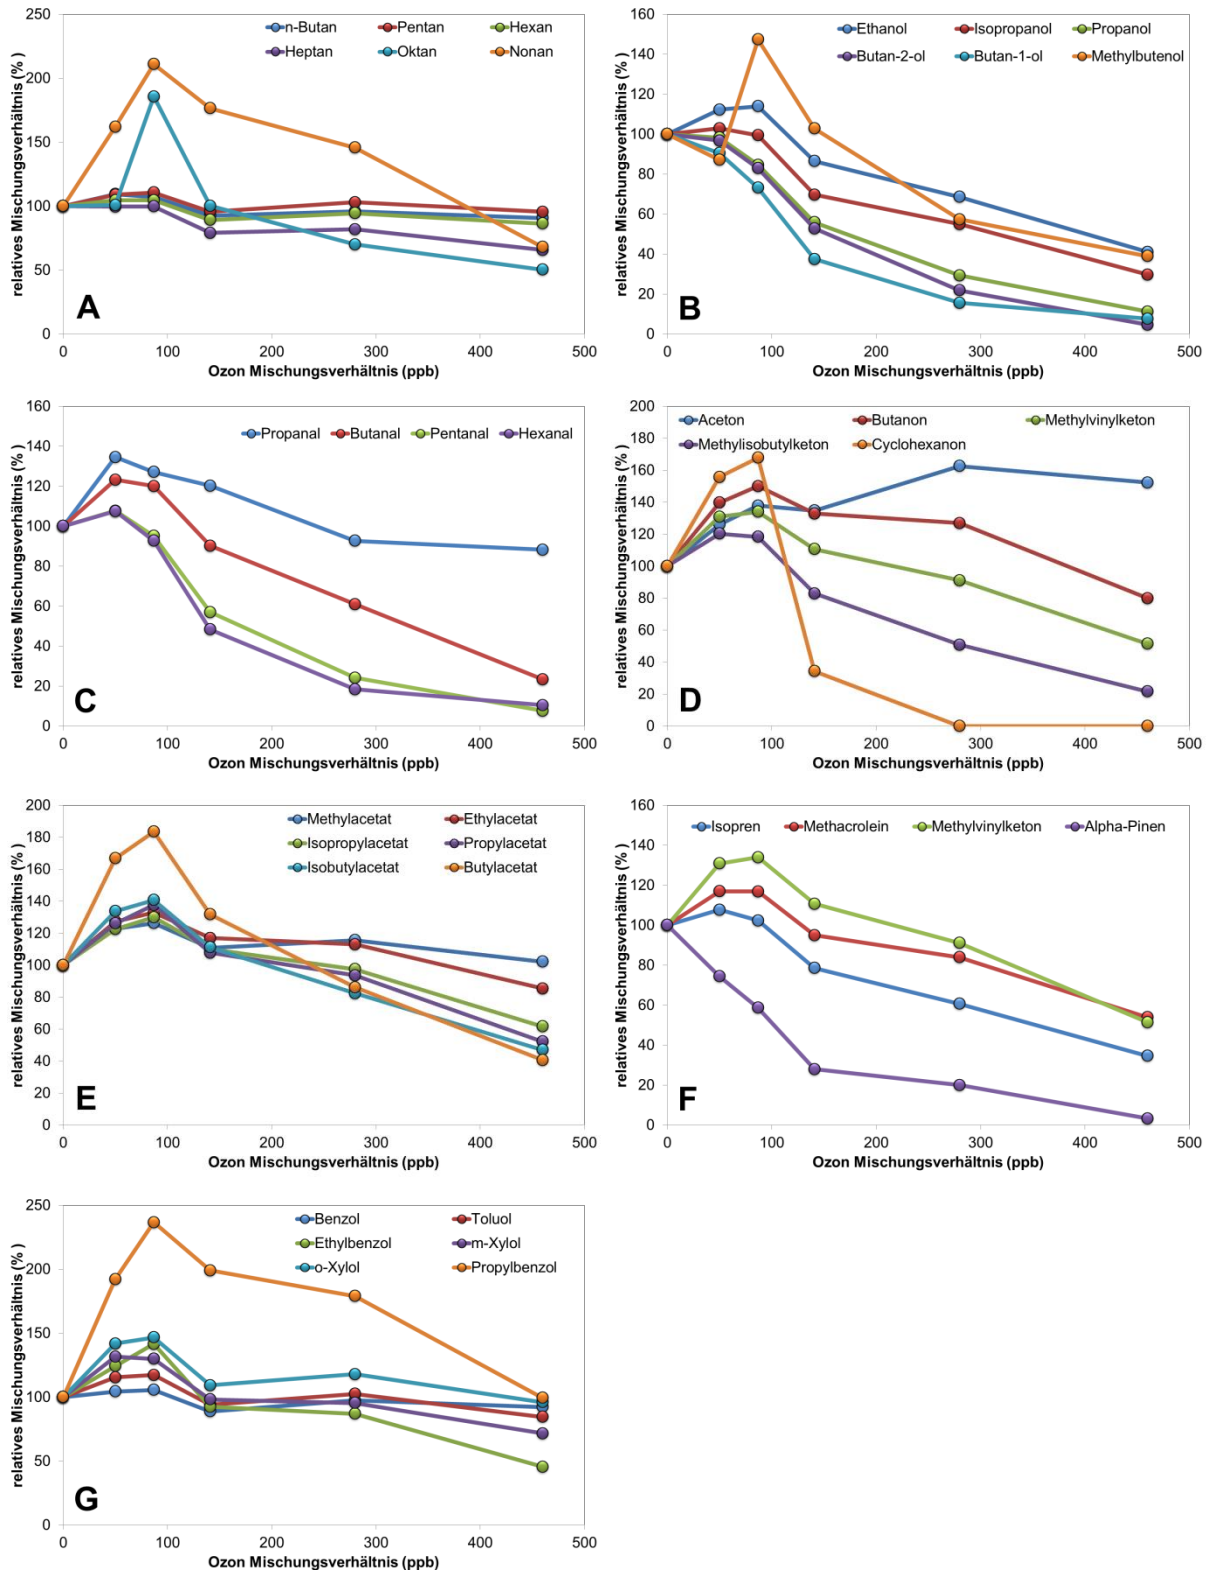 n-Butan Pentan Hexan
Heptan Oktan Nonan
relatives Mischungsverhältnis (% )
250
200
150
100
50
0
A
0 100 200 300 400 500
Ozon Mischungsverhältnis (ppb)
Ethanol Isopropanol Propanol
Butan-2-ol Butan-1-ol Methylbutenol
relatives Mischungsverhältnis (% )
160
140
120
100
80
60
40
20
0
B
0 100 200 300 400 500
Ozon Mischungsverhältnis (ppb)
Propanal Butanal Pentanal Hexanal
relatives Mischungsverhältnis (% )
160
140
120
100
80
60
40
20
0
C
0 100 200 300 400 500
Ozon Mischungsverhältnis (ppb)
Aceton Butanon Methylvinylketon
Methylisobutylketon Cyclohexanon
relatives Mischungsverhältnis (% )
200
180
160
140
120
100
80
60
40
20
0
D
0 100 200 300 400 500
Ozon Mischungsverhältnis (ppb)
Methylacetat Ethylacetat
Isopropylacetat Propylacetat
Isobutylacetat Butylacetat
relatives Mischungsverhältnis (% )
200
180
160
140
120
100
80
60
40
20
0
E
0 100 200 300 400 500
Ozon Mischungsverhältnis (ppb)
Isopren Methacrolein Methylvinylketon Alpha-Pinen
relatives Mischungsverhältnis (% )
160
140
120
100
80
60
40
20
0
F
0 100 200 300 400 500
Ozon Mischungsverhältnis (ppb)
Benzol Toluol
Ethylbenzol m-Xylol
o-Xylol Propylbenzol
relatives Mischungsverhältnis (% )
250
200
150
100
50
0
G
0 100 200 300 400 500
Ozon Mischungsverhältnis (ppb)